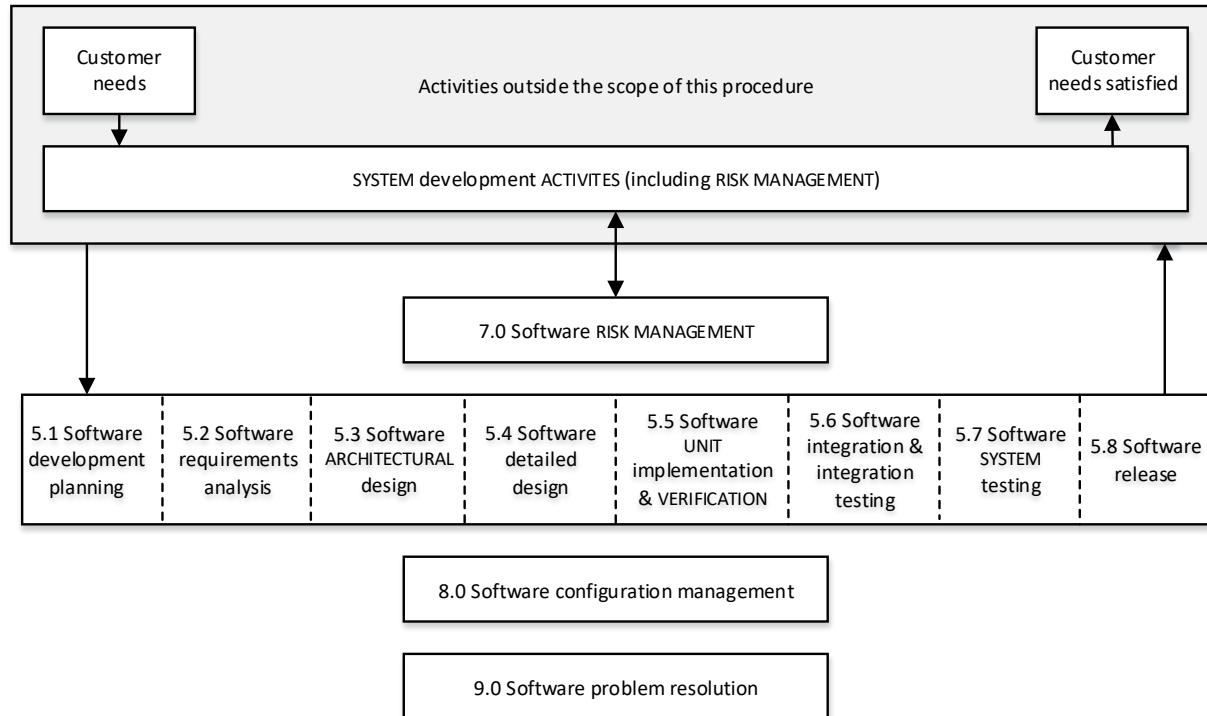 Customer
needs
Activities outside the scope of this procedure
Customer
needs satisfied
SYSTEM development ACTIVITES (including RISK MANAGEMENT)
7.0 Software RISK MANAGEMENT
5.1 Software
development
planning
5.2 Software
requirements
analysis
5.3 Software
ARCHITECTURAL
design
5.4 Software
detailed
design
5.5 Software
UNIT
implementation
& VERIFICATION
5.6 Software
integration &
integration
testing
5.7 Software
SYSTEM
testing
5.8 Software
release
8.0 Software configuration management
9.0 Software problem resolution